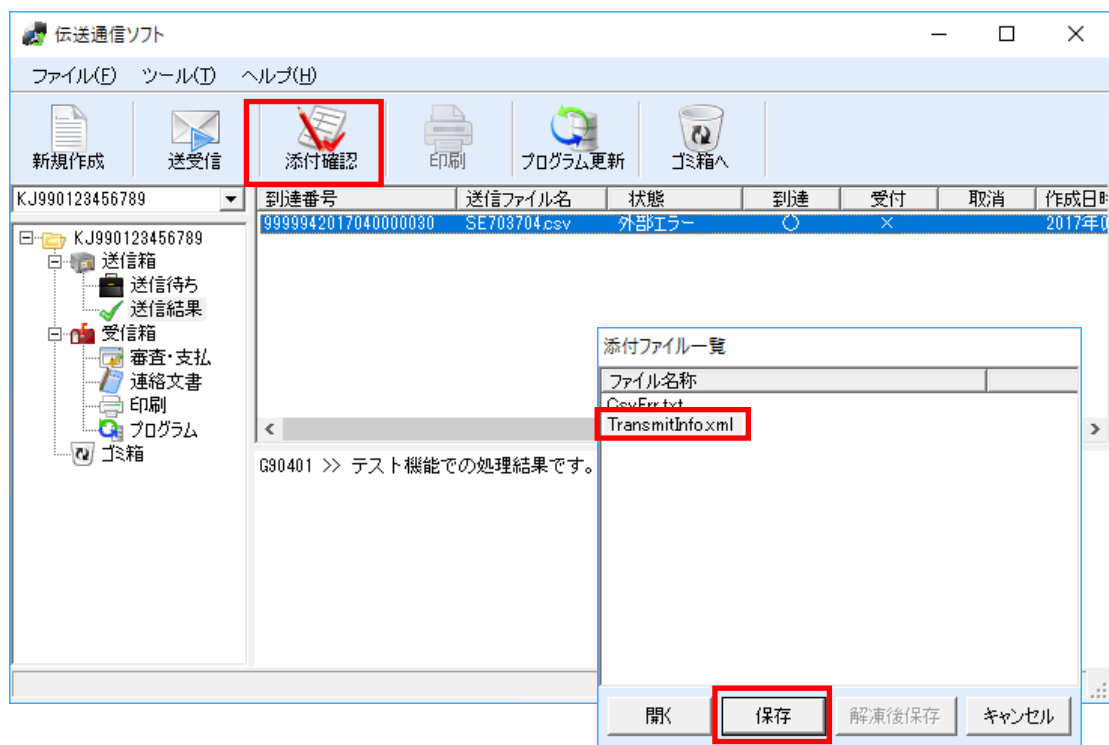 伝送通信ソフト
ファイル(F) ツール(T) ヘルプ(H)
新規作成 送受信 添付確認 印刷 プログラム更新 ゴミ箱へ
KJ990123456789
到達番号 送信ファイル名 状態 到達 受付 取消 作成日時
9999942017040000030 SE703704.csv 外部エラー ○ × 2017年0
KJ990123456789
送信箱
送信待ち
送信結果
受信箱
審査・支払
連絡文書
印刷
プログラム
ゴミ箱
G90401 >> テスト機能での処理結果です。
添付ファイル一覧
ファイル名称
CsvErr.txt
TransmitInfo.xml
開く 保存 解凍後保存 キャンセル